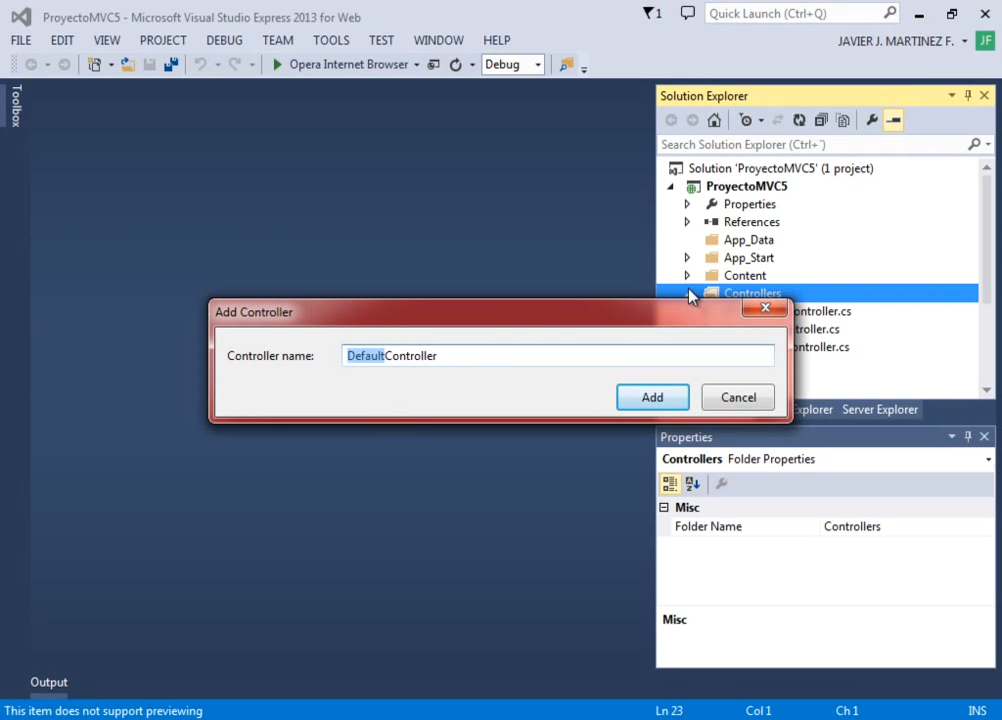 ProyectoMVC5 - Microsoft Visual Studio Express 2013 for Web
1
Quick Launch (Ctrl+Q)
FILE EDIT VIEW PROJECT DEBUG TEAM TOOLS TEST WINDOW HELP
JAVIER J. MARTINEZ F. JF
Opera Internet Browser Debug
Toolbox
Solution Explorer
Search Solution Explorer (Ctrl+¨)
Solution 'ProyectoMVC5' (1 project)
ProyectoMVC5
Properties
References
App_Data
App_Start
Content
Controllers
ontroller.cs
troller.cs
ontroller.cs
Add Controller
Controller name: DefaultController
Add Cancel
xplorer Server Explorer
Properties
Controllers Folder Properties
Misc
Folder Name Controllers
Misc
Output
This item does not support previewing Ln 23 Col 1 Ch 1 INS